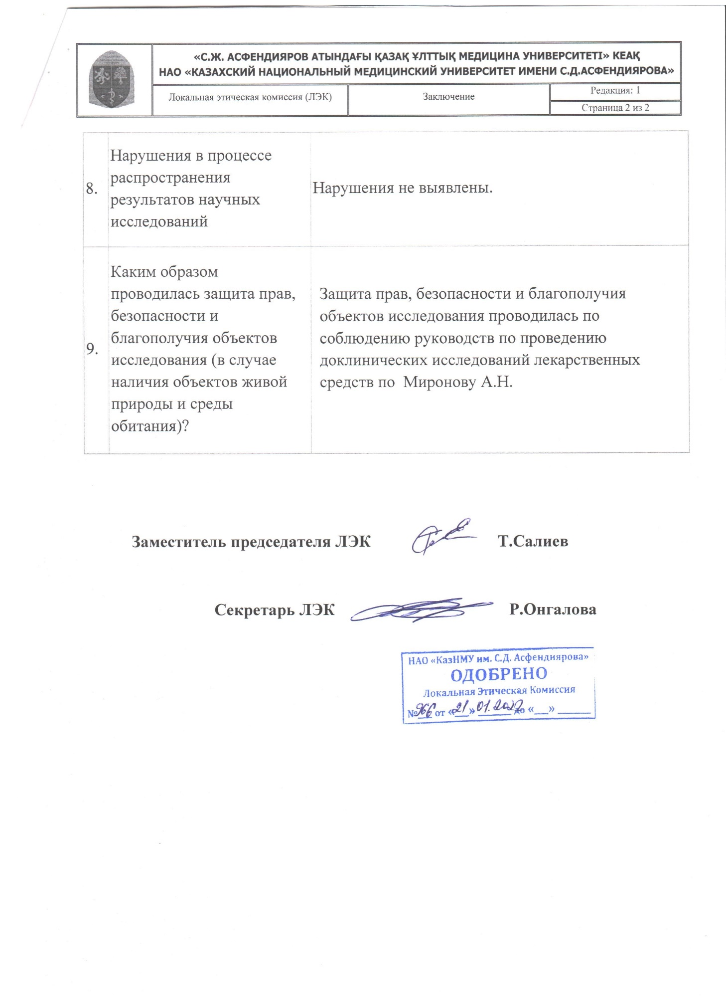 «С.Ж. АСФЕНДИЯРОВ АТЫНДАҒЫ ҚАЗАҚ ҰЛТТЫҚ МЕДИЦИНА УНИВЕРСИТЕТІ» КЕАҚ
НАО «КАЗАХСКИЙ НАЦИОНАЛЬНЫЙ МЕДИЦИНСКИЙ УНИВЕРСИТЕТ ИМЕНИ С.Д.АСФЕНДИЯРОВА»
Локальная этическая комиссия (ЛЭК)
Заключение
Редакция: 1
Страница 2 из 2
8.
Нарушения в процессе
распространения
результатов научных
исследований
Нарушения не выявлены.
9.
Каким образом
проводилась защита прав,
безопасности и
благополучия объектов
исследования (в случае
наличия объектов живой
природы и среды
обитания)?
Защита прав, безопасности и благополучия
объектов исследования проводилась по
соблюдению руководств по проведению
доклинических исследований лекарственных
средств по Миронову А.Н.
Заместитель председателя ЛЭК Т.Салиев
Секретарь ЛЭК Р.Онгалова
НАО «КазНМУ им. С.Д. Асфендиярова»
ОДОБРЕНО
Локальная Этическая Комиссия
№ от «21» 01.2022 до «__» ______